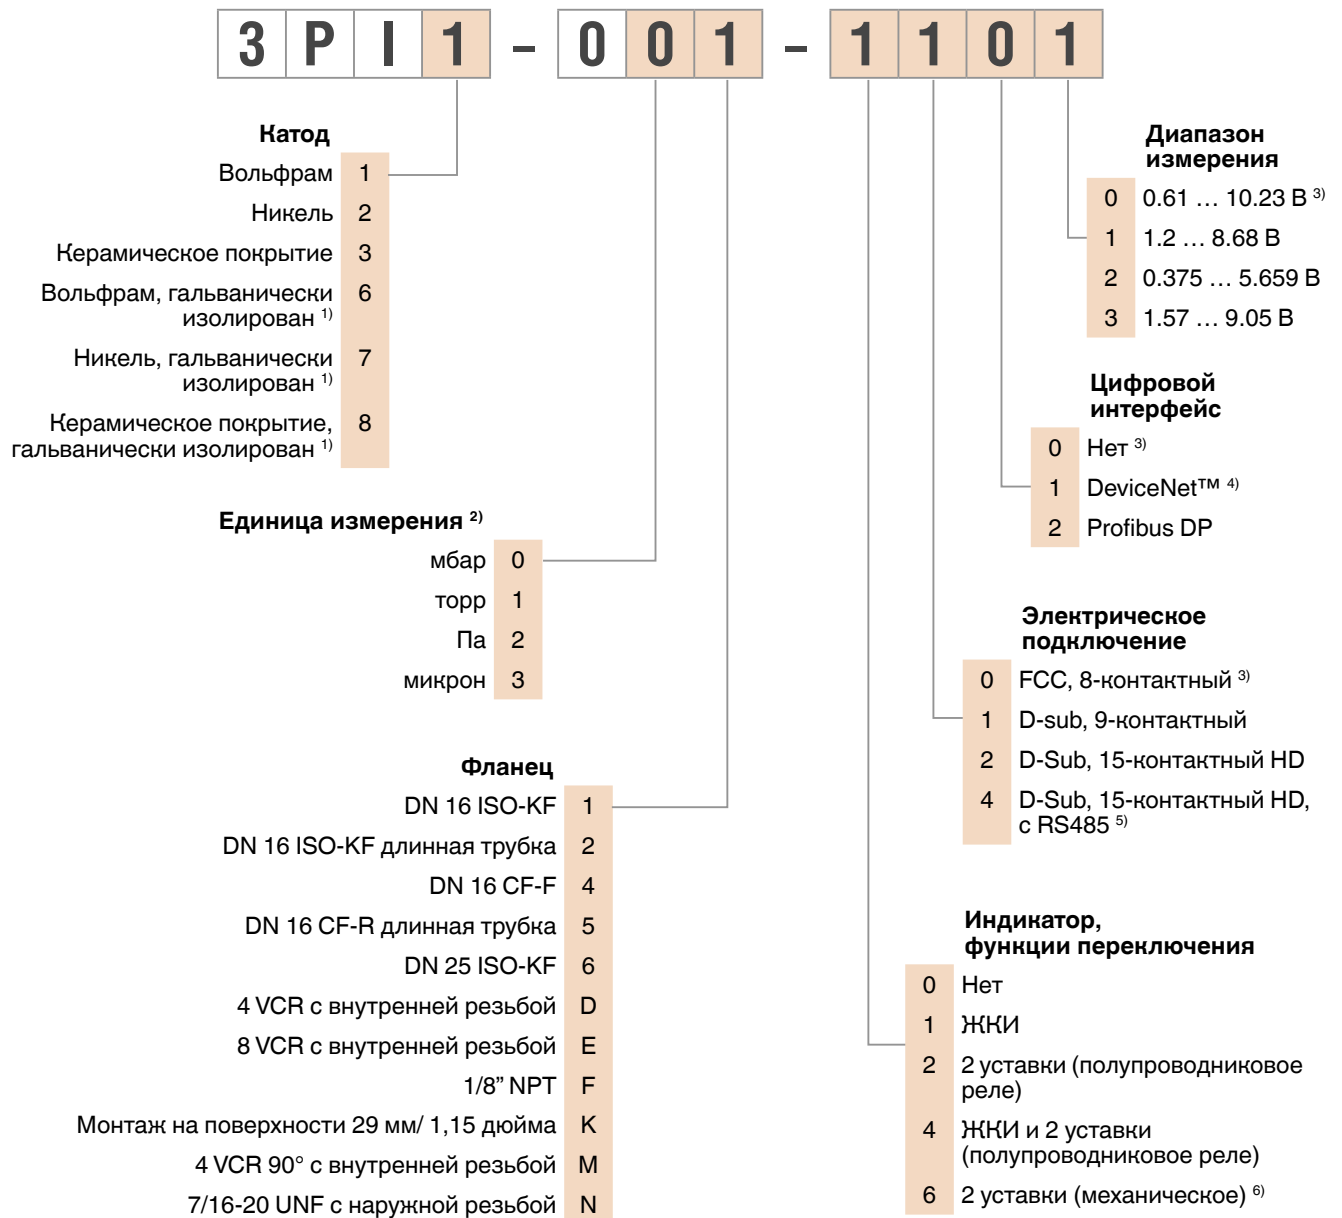 3PI1 – 001 – 1101
Катод
Вольфрам 1
Никель 2
Керамическое покрытие 3
Вольфрам, гальванически 6
изолирован 1)
Никель, гальванически 7
изолирован 1)
Керамическое покрытие, 8
гальванически изолирован 1)
Единица измерения 2)
мбар 0
торр 1
Па 2
микрон 3
Фланец
DN 16 ISO-KF 1
DN 16 ISO-KF длинная трубка 2
DN 16 CF-F 4
DN 16 CF-R длинная трубка 5
DN 25 ISO-KF 6
4 VCR с внутренней резьбой D
8 VCR с внутренней резьбой E
1/8” NPT F
Монтаж на поверхности 29 мм/ 1,15 дюйма K
4 VCR 90° с внутренней резьбой M
7/16-20 UNF с наружной резьбой N
Диапазон
измерения
0 0.61 … 10.23 В 3)
1 1.2 … 8.68 В
2 0.375 … 5.659 В
3 1.57 … 9.05 В
Цифровой
интерфейс
0 Нет 3)
1 DeviceNet™ 4)
2 Profibus DP
Электрическое
подключение
0 FCC, 8-контактный 3)
1 D-sub, 9-контактный
2 D-Sub, 15-контактный HD
4 D-Sub, 15-контактный HD,
с RS485 5)
Индикатор,
функции переключения
0 Нет
1 ЖКИ
2 2 уставки (полупроводниковое
реле)
4 ЖКИ и 2 уставки
(полупроводниковое реле)
6 2 уставки (механическое) 6)